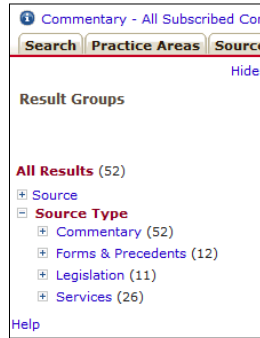 Commentary - All Subscribed Co
Search Practice Areas Source
Hide
Result Groups
All Results (52)
Source
Source Type
Commentary (52)
Forms & Precedents (12)
Legislation (11)
Services (26)
Help